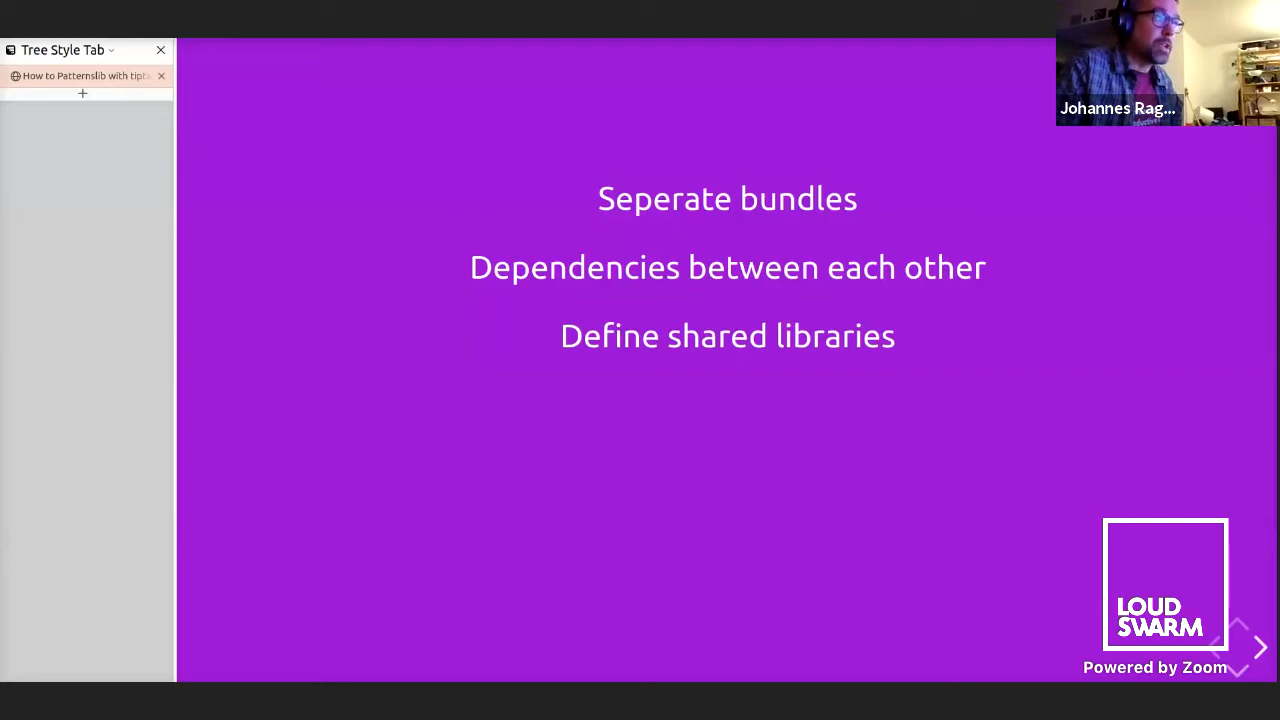 Tree Style Tab
How to Patternslib with tipta
Johannes Rag...
Seperate bundles
Dependencies between each other
Define shared libraries
LOUD
SWARM
Powered by Zoom